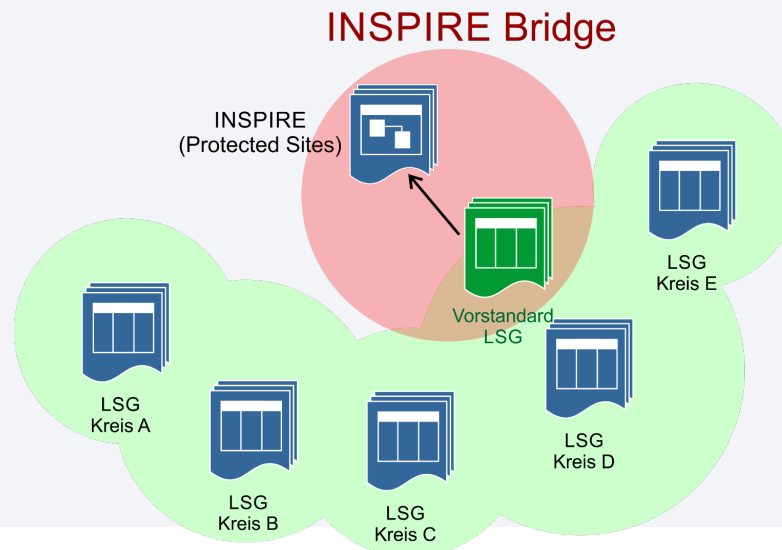 INSPIRE Bridge
INSPIRE
(Protected Sites)
LSG
Kreis E
Vorstandard
LSG
LSG
Kreis A
LSG
Kreis D
LSG
Kreis B
LSG
Kreis C